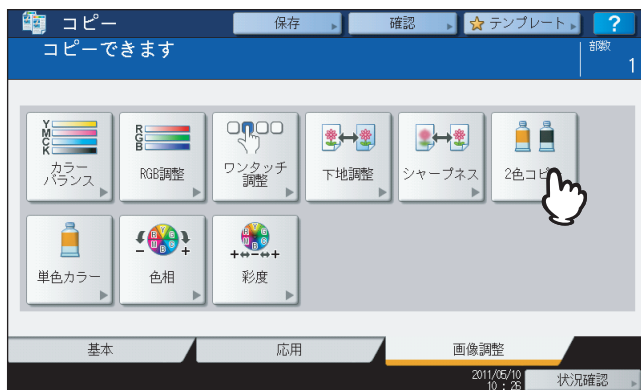 コピー
保存
確認
テンプレート
?
コピーできます
部数
1
Y
M
C
K
カラー
バランス
R
G
B
RGB調整
ワンタッチ
調整
下地調整
シャープネス
2色コピー
単色カラー
色相
彩度
基本
応用
画像調整
2011/05/10
10:26
状況確認